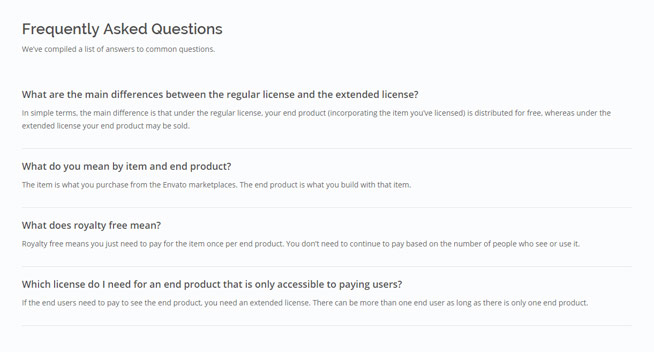 Frequently Asked Questions
We've compiled a list of answers to common questions.
What are the main differences between the regular license and the extended license?
In simple terms, the main difference is that under the regular license, your end product (incorporating the item you've licensed) is distributed for free, whereas under the
extended license your end product may be sold.
What do you mean by item and end product?
The item is what you purchase from the Envato marketplaces. The end product is what you build with that item.
What does royalty free mean?
Royalty free means you just need to pay for the item once per end product. You don't need to continue to pay based on the number of people who see or use it.
Which license do I need for an end product that is only accessible to paying users?
If the end users need to pay to see the end product, you need an extended license. There can be more than one end user as long as there is only one end product.